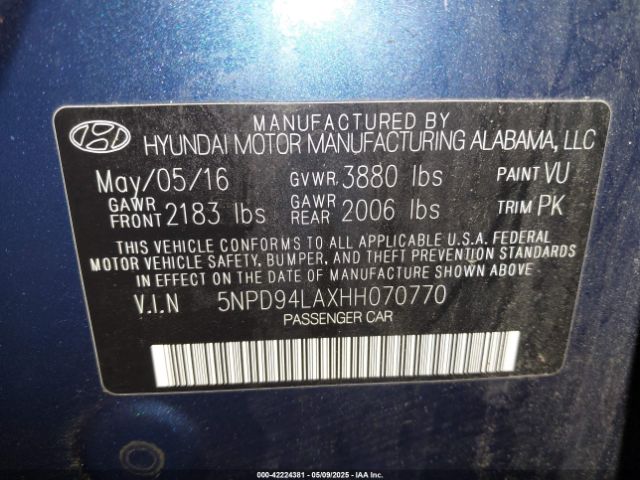 MANUFACTURED BY
HYUNDAI MOTOR MANUFACTURING ALABAMA, LLC
May/05/16 GVWR 3880 lbs PAINT VU
GAWR FRONT 2183 lbs GAWR REAR 2006 lbs TRIM PK
THIS VEHICLE CONFORMS TO ALL APPLICABLE U.S.A. FEDERAL
MOTOR VEHICLE SAFETY, BUMPER, AND THEFT PREVENTION STANDARDS
IN EFFECT ON THE DATE OF MANUFACTURE SHOWN ABOVE.
V.I.N 5NPD94LAXHH070770
PASSENGER CAR
000-42224381 - 05/09/2025 - IAA Inc.